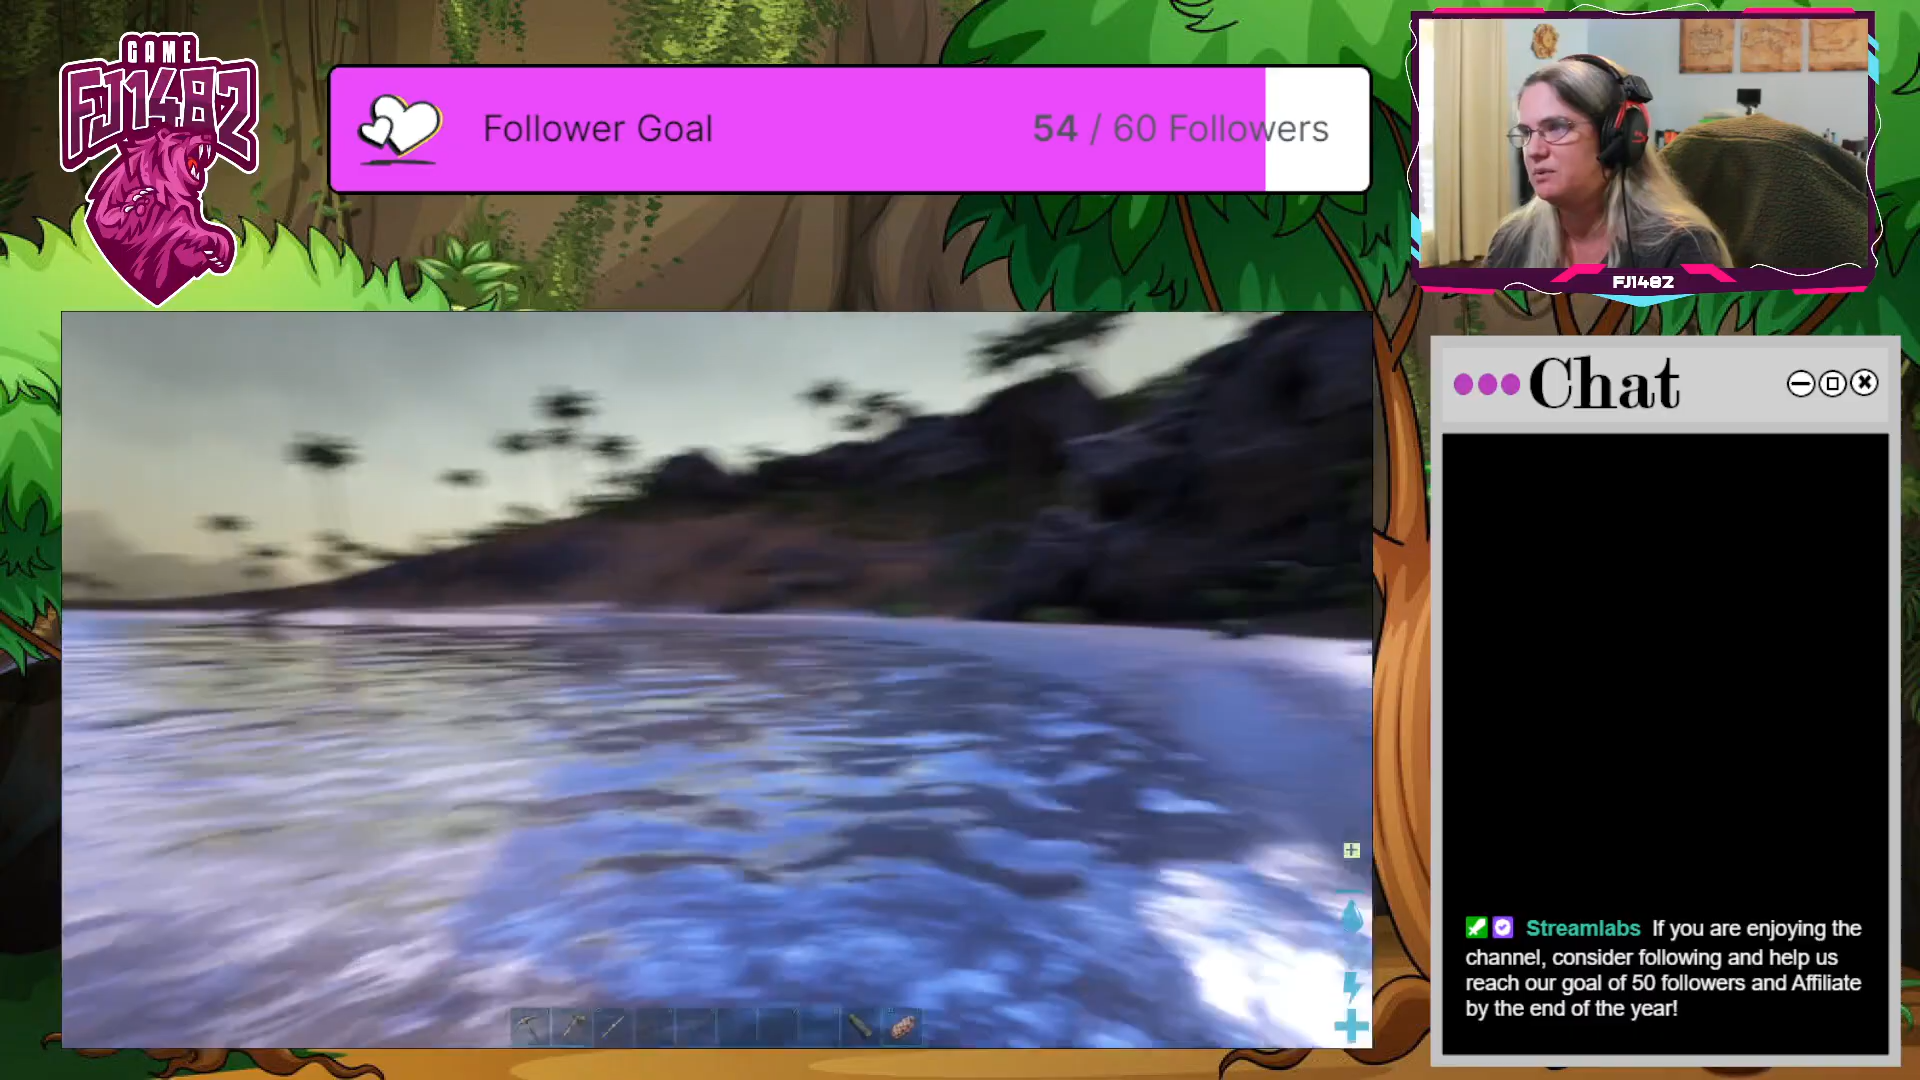 GAME
FJ1482
Follower Goal
54 / 60 Followers
FJ1482
Chat
Streamlabs If you are enjoying the
channel, consider following and help us
reach our goal of 50 followers and Affiliate
by the end of the year!